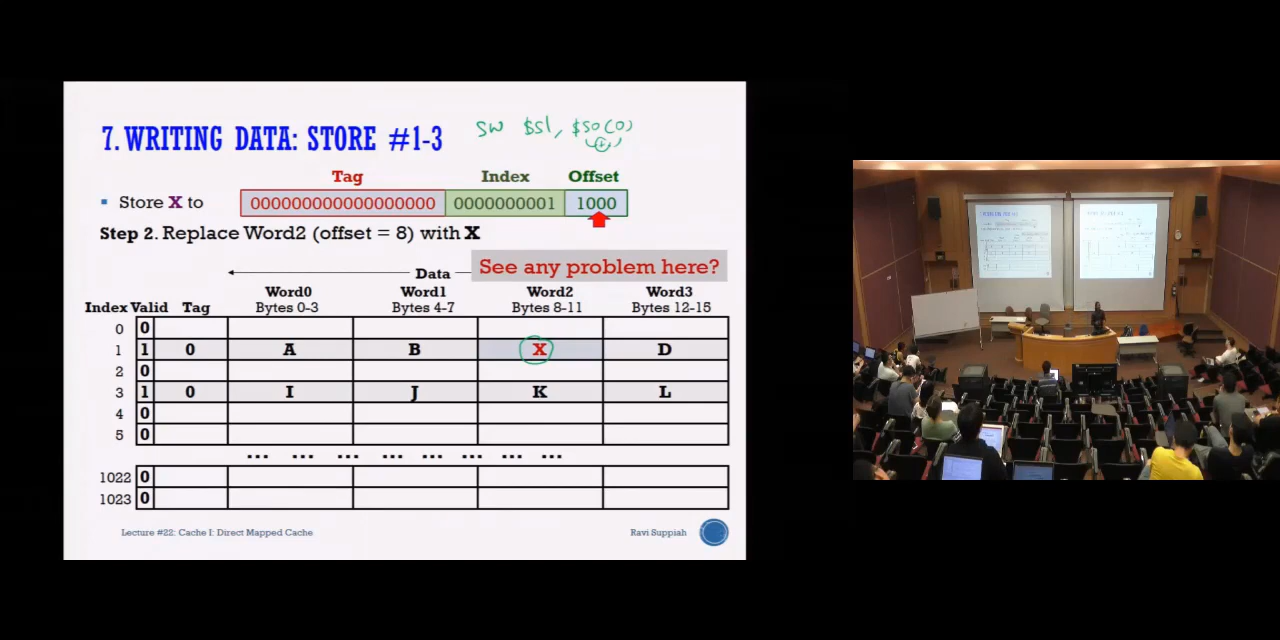 7. WRITING DATA: STORE #1-3
sw $s1, $s0(0)
+
Tag Index Offset
Store X to 000000000000000000 0000000001 1000
Step 2. Replace Word2 (offset = 8) with X
See any problem here?
Data
Word0 Word1 Word2 Word3
Index Valid Tag Bytes 0-3 Bytes 4-7 Bytes 8-11 Bytes 12-15
0 0
1 1 0 A B X D
2 0
3 1 0 I J K L
4 0
5 0
... ... ... ... ... ... ... ...
1022 0
1023 0
Lecture #22: Cache I: Direct Mapped Cache Ravi Suppiah